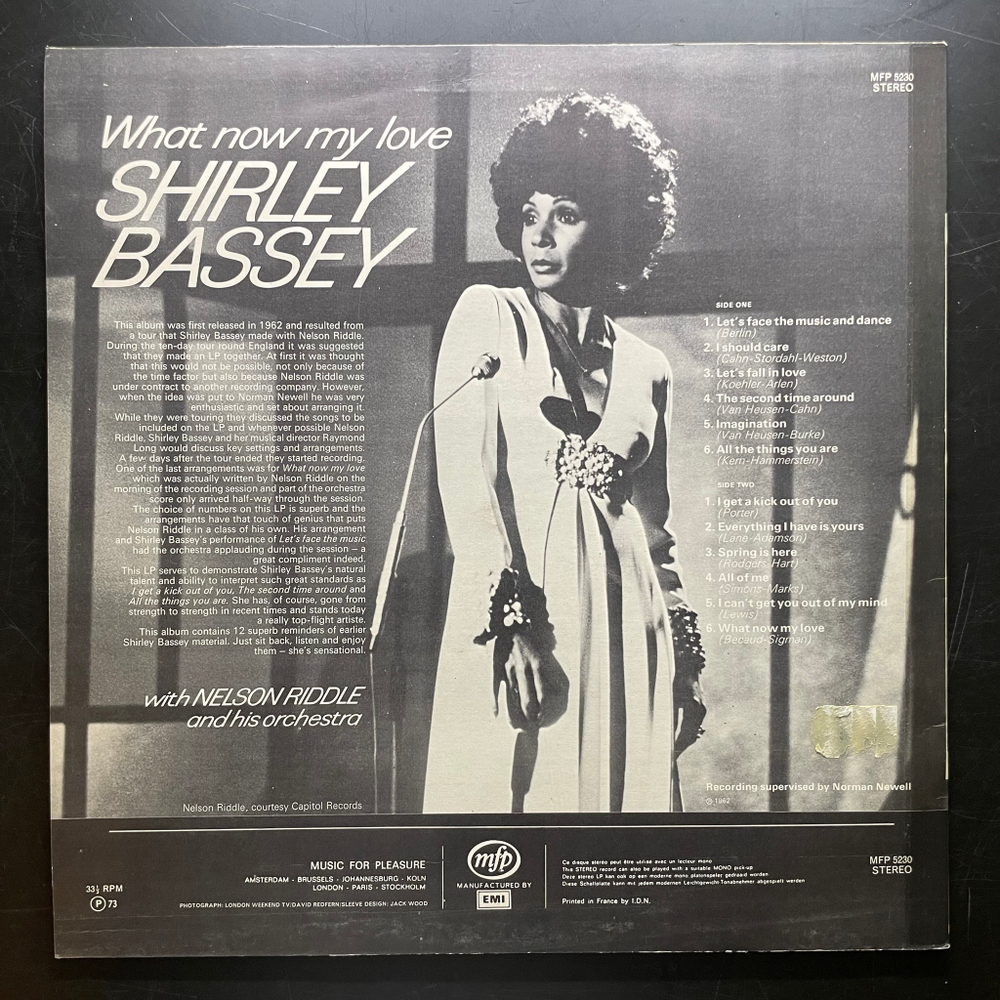 MFP 5230
STEREO
What now my love
SHIRLEY
BASSEY
This album was first released in 1962 and resulted from
a tour that Shirley Bassey made with Nelson Riddle.
During the ten-day tour round England it was suggested
that they made an LP together. At first it was thought
that this would not be possible, not only because of
the time factor but also because Nelson Riddle was
under contract to another recording company. However,
when the idea was put to Norman Newell he was very
enthusiastic and set about arranging it.
While they were touring they discussed the songs to be
included on the LP and whenever possible Nelson
Riddle, Shirley Bassey and her musical director Raymond
Long would discuss key settings and arrangements.
A few days after the tour ended they started recording.
One of the last arrangements was for What now my love
which was actually written by Nelson Riddle on the
morning of the recording session and part of the orchestra
score only arrived half-way through the session.
The choice of numbers on this LP is superb and the
arrangements have that touch of genius that puts
Nelson Riddle in a class of his own. His arrangement
and Shirley Bassey's performance of Let's face the music
had the orchestra applauding during the session – a
great compliment indeed.
This LP serves to demonstrate Shirley Bassey's natural
talent and ability to interpret such great standards as
I get a kick out of you, The second time around and
All the things you are. She has, of course, gone from
strength to strength in recent times and stands today
a really top-flight artist.
This album contains 12 superb reminders of earlier
Shirley Bassey material. Just sit back, listen and enjoy
them – she's sensational.
with NELSON RIDDLE
and his orchestra
Nelson Riddle, courtesy Capitol Records
SIDE ONE
1. Let's face the music and dance
(Berlin)
2. I should care
(Cahn-Stordahl-Weston)
3. Let's fall in love
(Koehler-Arlen)
4. The second time around
(Van Heusen-Cahn)
5. Imagination
(Van Heusen-Burke)
6. All the things you are
(Kern-Hammerstein)
SIDE TWO
1. I get a kick out of you
(Porter)
2. Everything I have is yours
(Lane-Adamson)
3. Spring is here
(Rodgers-Hart)
4. All of me
(Simons-Marks)
5. I can't get you out of my mind
(Lewis)
6. What now my love
(Becaud-Sigman)
Recording supervised by Norman Newell
℗ 1962
33⅓ RPM
℗ 73
MUSIC FOR PLEASURE
AMSTERDAM - BRUSSELS - JOHANNESBURG - KOLN
LONDON - PARIS - STOCKHOLM
PHOTOGRAPH: LONDON WEEKEND TV/DAVID REDFERN/SLEEVE DESIGN: JACK WOOD
mfp
MANUFACTURED BY
EMI
Ce disque stéréo peut être utilisé avec un lecteur mono
This STEREO record can also be played with a suitable MONO pick-up
Deze stereo LP kan ook op een moderne mono platenspeler gedraaid worden
Diese Schallplatte kann mit jedem modernen Leichtgewicht-Tonabnehmer abgespielt werden
Printed in France by I.D.N.
MFP 5230
STEREO